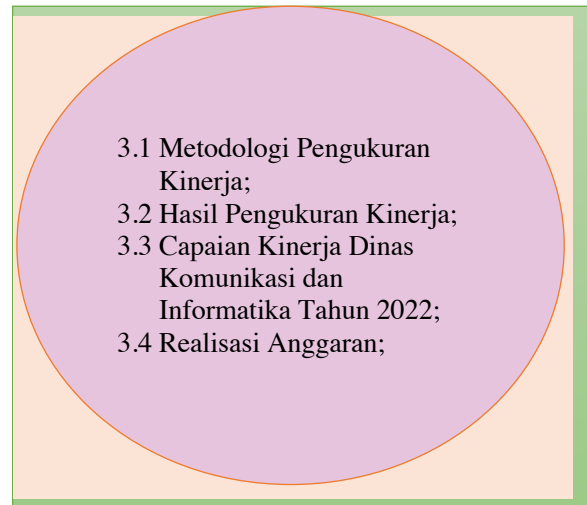 3.1 Metodologi Pengukuran
Kinerja;
3.2 Hasil Pengukuran Kinerja;
3.3 Capaian Kinerja Dinas
Komunikasi dan
Informatika Tahun 2022;
3.4 Realisasi Anggaran;